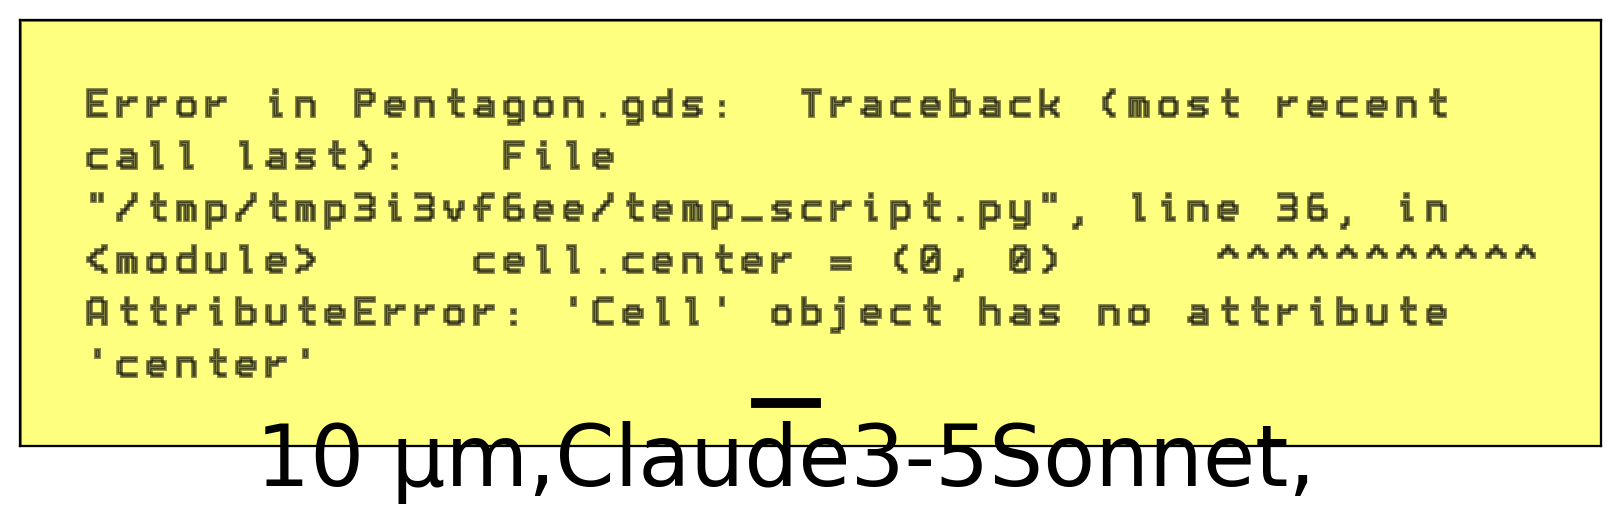 Error in Pentagon.gds:  Traceback (most recent
call last):   File
"/tmp/tmp3i3vf6ee/temp_script.py", line 36, in
<module>     cell.center = (0, 0)     ^^^^^^^^^^^
AttributeError: 'Cell' object has no attribute
'center'
10 µm,Claude3-5Sonnet,